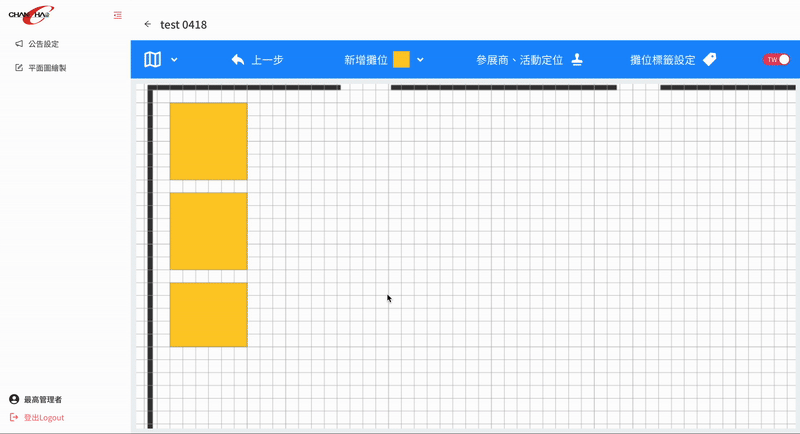 CHANGHAE
公告設定
平面圖繪製
最高管理者
登出Logout
test 0418
上一步
新增攤位
參展商、活動定位
攤位標籤設定
TW